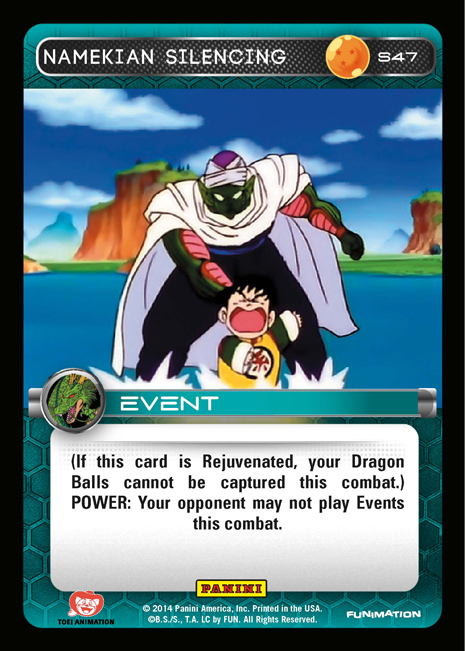 NAMEKIAN SILENCING S47
EVENT
(If this card is Rejuvenated, your Dragon
Balls cannot be captured this combat.)
POWER: Your opponent may not play Events
this combat.
PANINI
© 2014 Panini America, Inc. Printed in the USA.
©B.S./S., T.A. LC by FUN. All Rights Reserved.
TOEI ANIMATION
FUNIMATION